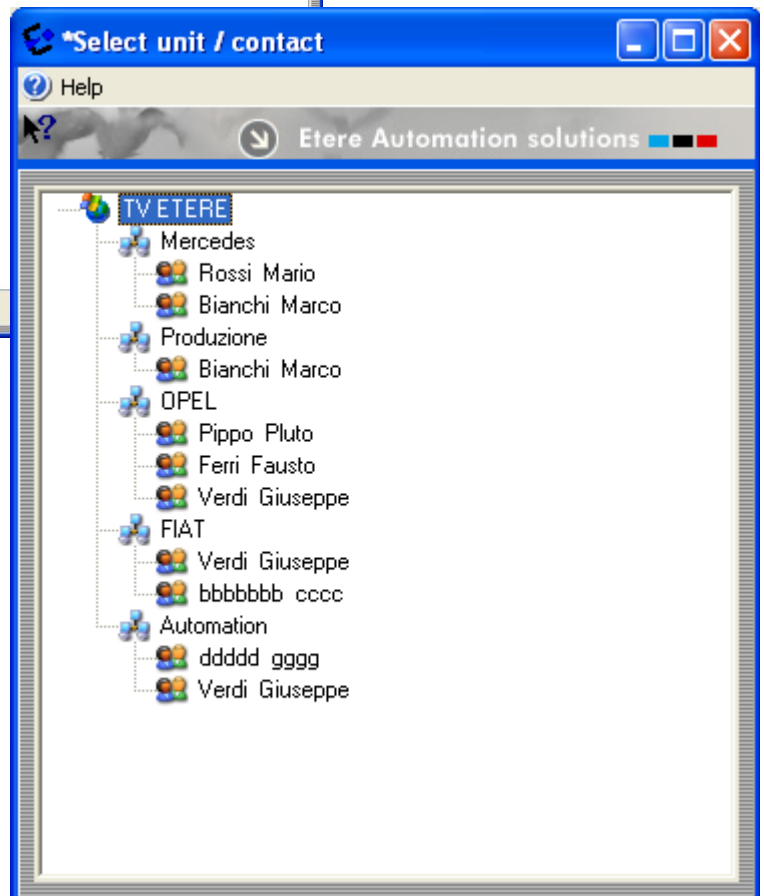 *Select unit / contact
Help
Etere Automation solutions
TV ETERE
Mercedes
Rossi Mario
Bianchi Marco
Produzione
Bianchi Marco
OPEL
Pippo Pluto
Ferri Fausto
Verdi Giuseppe
FIAT
Verdi Giuseppe
bbbbbbb cccc
Automation
ddddd gggg
Verdi Giuseppe